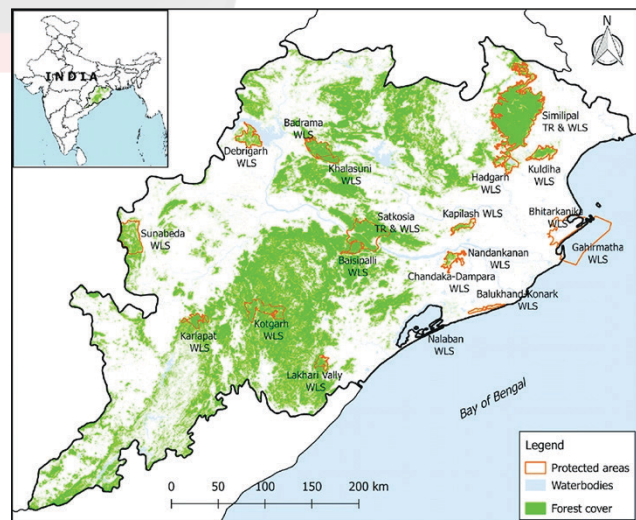 INDIA
N
Similipal
TR & WLS
Badrama
WLS
Debrigarh
WLS
Khalasuni
WLS
Hadgarh
WLS
Kuldiha
WLS
Satkosia
TR & WLS
Kapilash WLS
Bhitarkanika
WLS
Sunabeda
WLS
Baisipalli
WLS
Nandankanan
WLS
Gahirmatha
WLS
Chandaka-Dampara
WLS
Balukhand-Konark
WLS
Karlapat
WLS
Kotgarh
WLS
Nalaban
WLS
Lakhari Vally
WLS
Bay of Bengal
Legend
Protected areas
Waterbodies
Forest cover
0 50 100 150 200 km